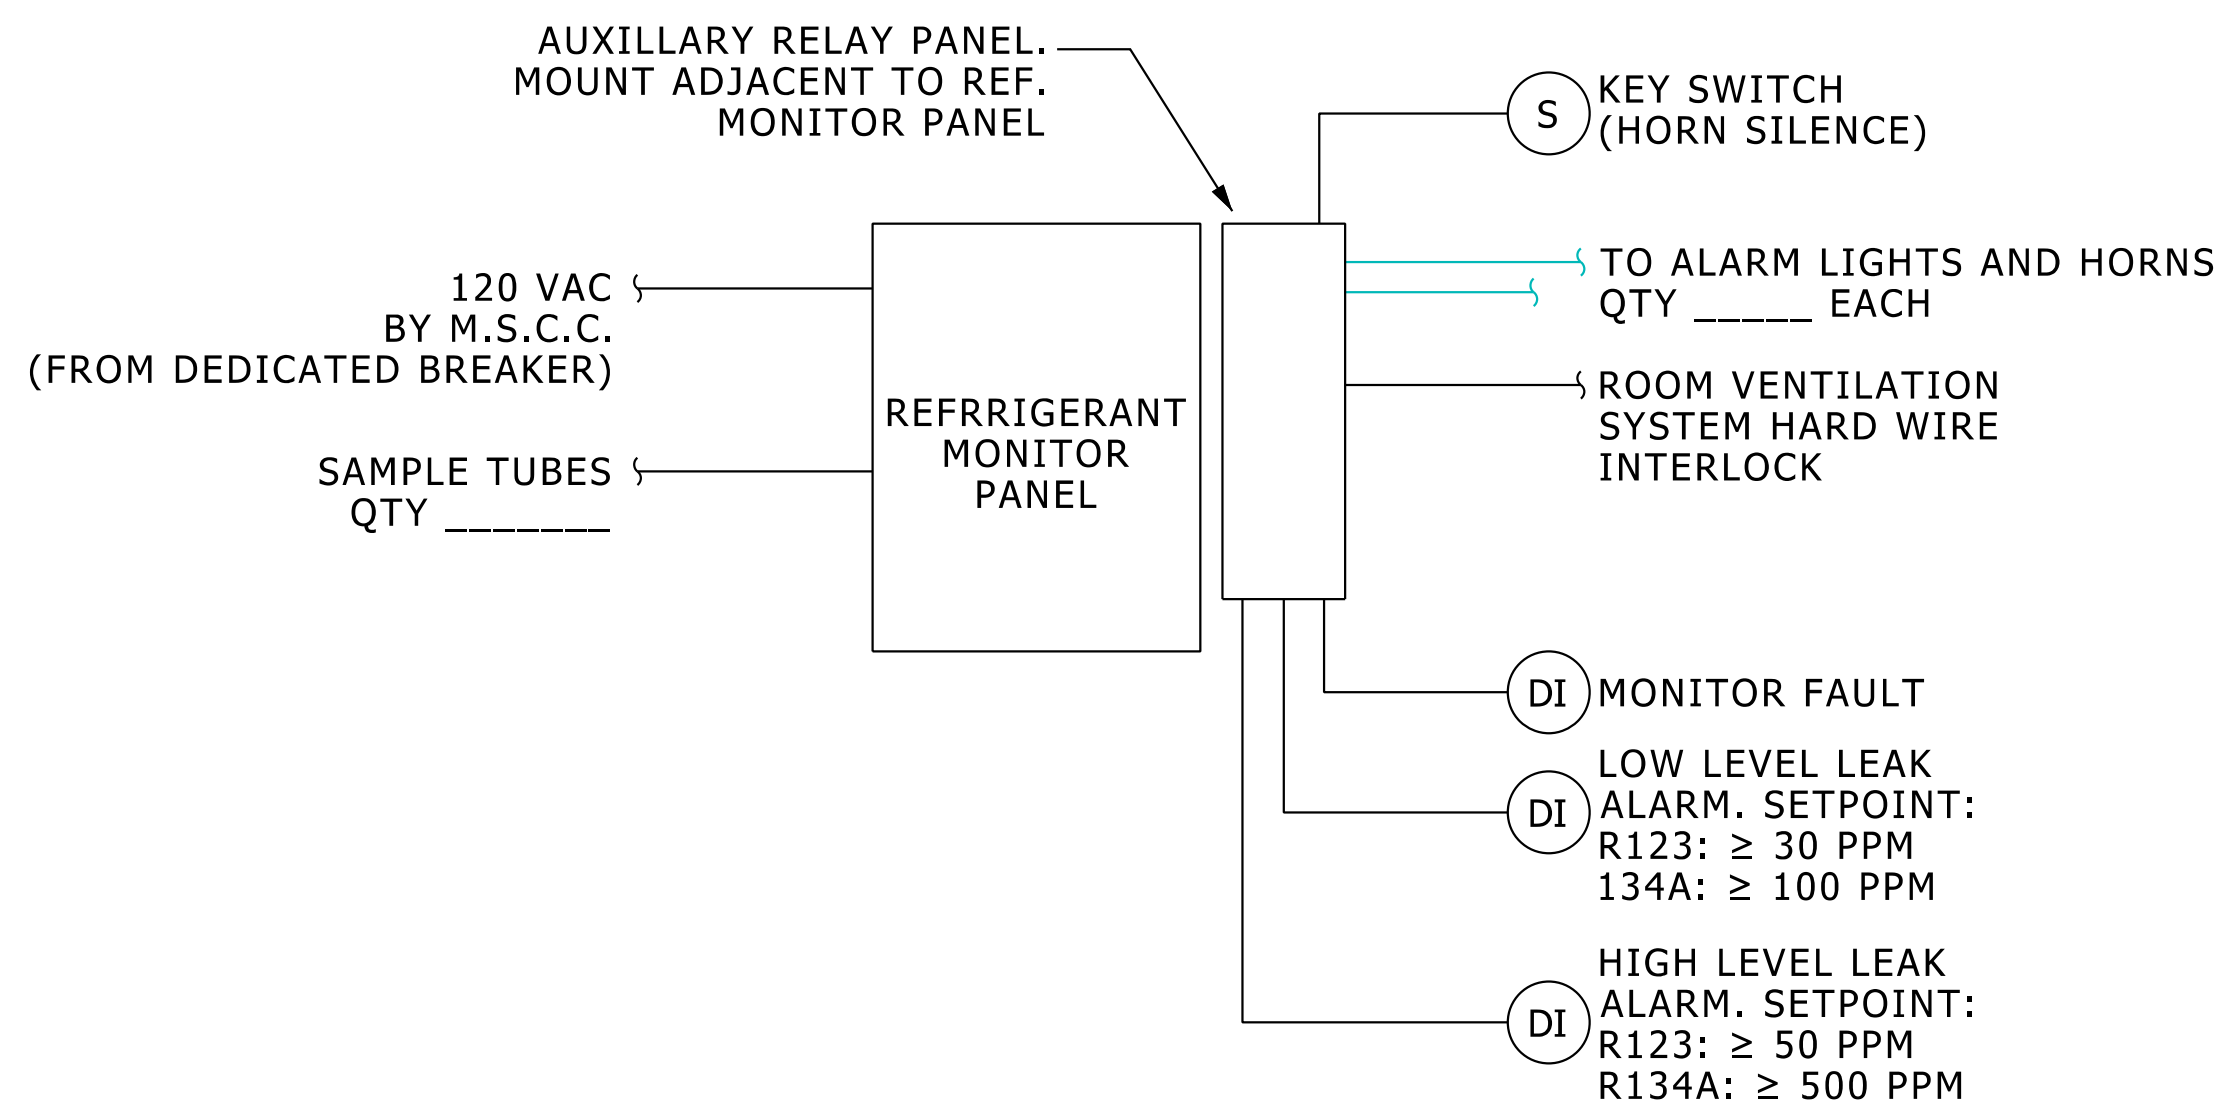 AUXILLARY RELAY PANEL.
MOUNT ADJACENT TO REF.
MONITOR PANEL
S
KEY SWITCH
(HORN SILENCE)
120 VAC
BY M.S.C.C.
(FROM DEDICATED BREAKER)
SAMPLE TUBES
QTY _______
REFRRIGERANT
MONITOR
PANEL
TO ALARM LIGHTS AND HORNS
QTY _____ EACH
ROOM VENTILATION
SYSTEM HARD WIRE
INTERLOCK
DI
MONITOR FAULT
DI
LOW LEVEL LEAK
ALARM. SETPOINT:
R123: ≥ 30 PPM
134A: ≥ 100 PPM
DI
HIGH LEVEL LEAK
ALARM. SETPOINT:
R123: ≥ 50 PPM
R134A: ≥ 500 PPM